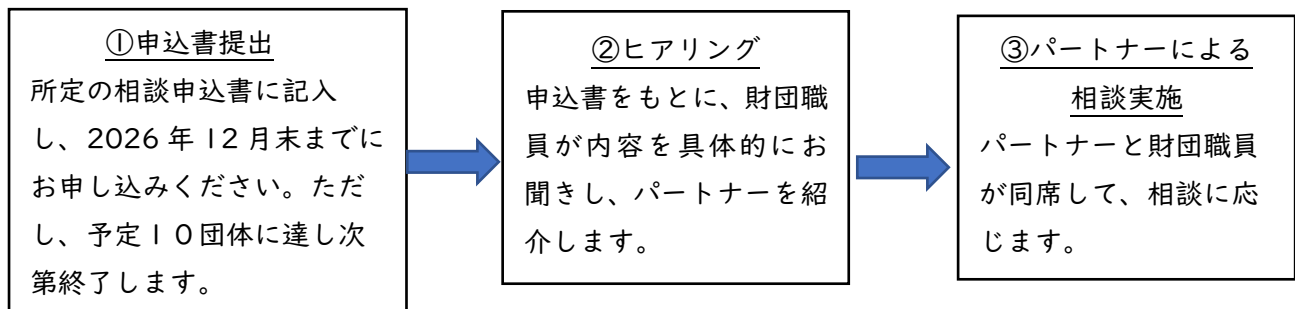 ①申込書提出
所定の相談申込書に記入
し、2026年12月末までに
お申し込みください。ただ
し、予定10団体に達し次
第終了します。
②ヒアリング
申込書をもとに、財団職
員が内容を具体的にお
聞きし、パートナーを紹
介します。
③パートナーによる
相談実施
パートナーと財団職員
が同席して、相談に応
じます。